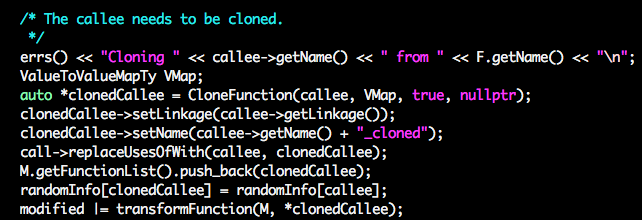 /* The callee needs to be cloned.
*/
errs() << "Cloning " << callee->getName() << " from " << F.getName() << "\n";
ValueToValueMapTy VMap;
auto *clonedCallee = CloneFunction(callee, VMap, true, nullptr);
clonedCallee->setLinkage(callee->getLinkage());
clonedCallee->setName(callee->getName() + "_cloned");
call->replaceUsesOfWith(callee, clonedCallee);
M.getFunctionList().push_back(clonedCallee);
randomInfo[clonedCallee] = randomInfo[callee];
modified |= transformFunction(M, *clonedCallee);